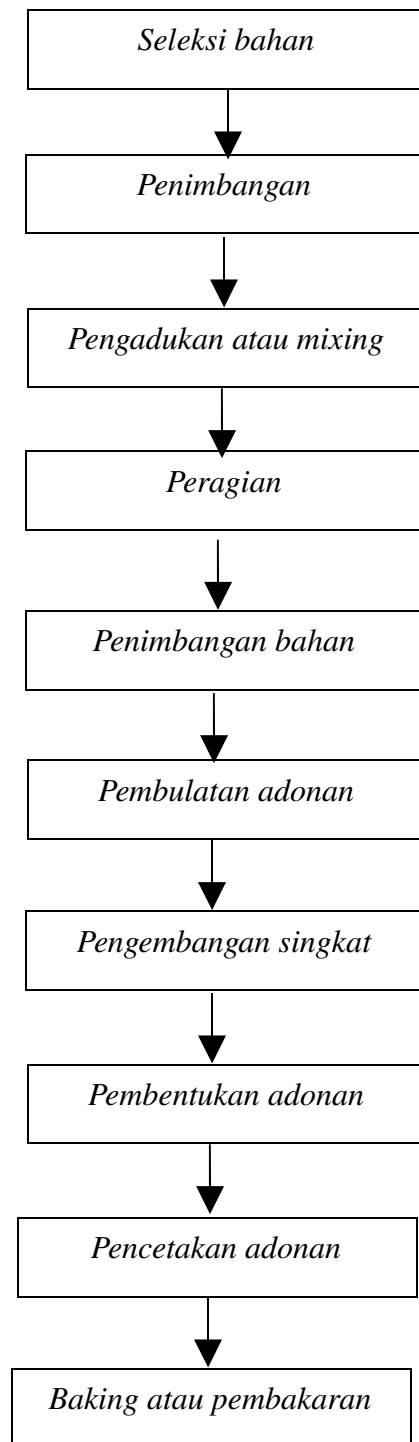 Seleksi bahan
Penimbangan
Pengadukan atau mixing
Peragian
Penimbangan bahan
Pembulatan adonan
Pengembangan singkat
Pembentukan adonan
Pencetakan adonan
Baking atau pembakaran